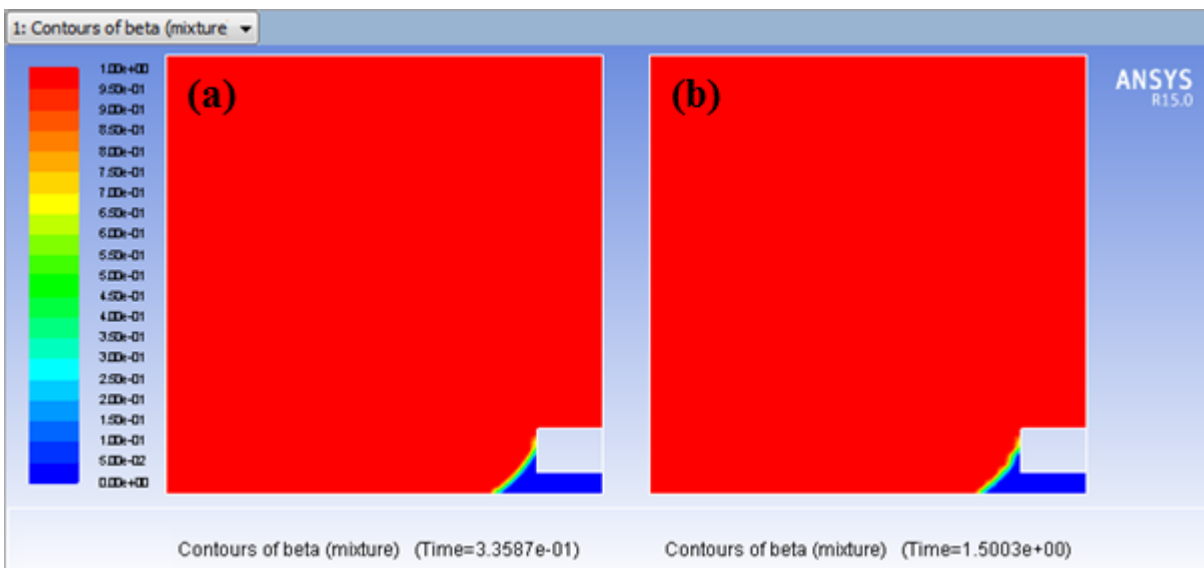 1: Contours of beta (mixture
1.00e+00
9.50e-01
9.00e-01
8.50e-01
8.00e-01
7.50e-01
7.00e-01
6.50e-01
6.00e-01
5.50e-01
5.00e-01
4.50e-01
4.00e-01
3.50e-01
3.00e-01
2.50e-01
2.00e-01
1.50e-01
1.00e-01
5.00e-02
0.00e+00
(a)
(b)
ANSYS
R15.0
Contours of beta (mixture) (Time=3.3587e-01)
Contours of beta (mixture) (Time=1.5003e+00)